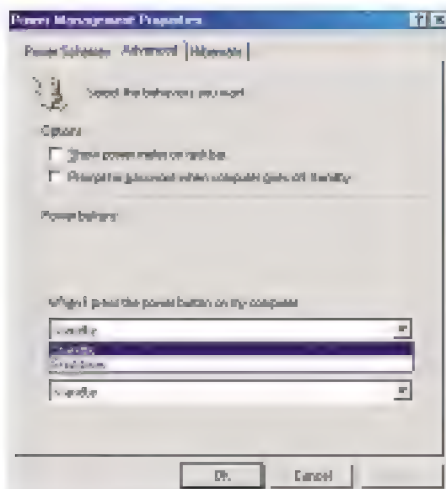 Power Management Properties
Power Schemes Advanced Hibernate
Select the behaviors you want.
Options
Show power meter on taskbar.
Prompt for password when computer goes off standby.
Power buttons
When I press the power button on my computer
Standby
Standby
Shutdown
Standby
OK Cancel